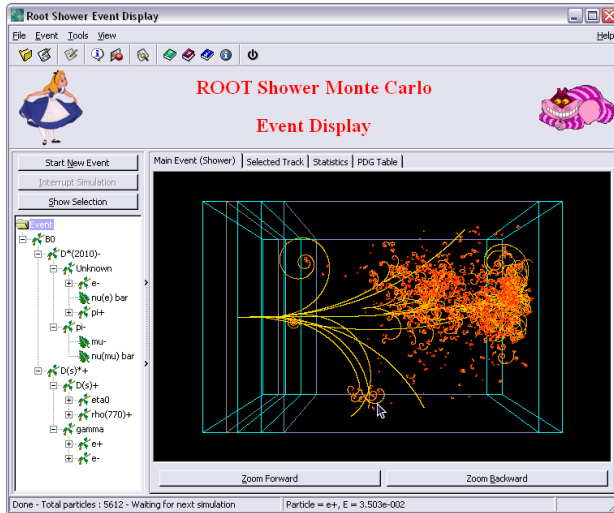 Root Shower Event Display
File Event Tools View Help
ROOT Shower Monte Carlo
Event Display
Start New Event
Interrupt Simulation
Show Selection
Main Event (Shower) Selected Track Statistics PDG Table
Event
B0
D*(2010)-
Unknown
e-
nu(e) bar
pi+
pi-
mu-
nu(mu) bar
D(s)*+
D(s)+
eta0
rho(770)+
gamma
e+
e-
Zoom Forward Zoom Backward
Done - Total particles : 5612 - Waiting for next simulation Particle = e+, E = 3.503e-002